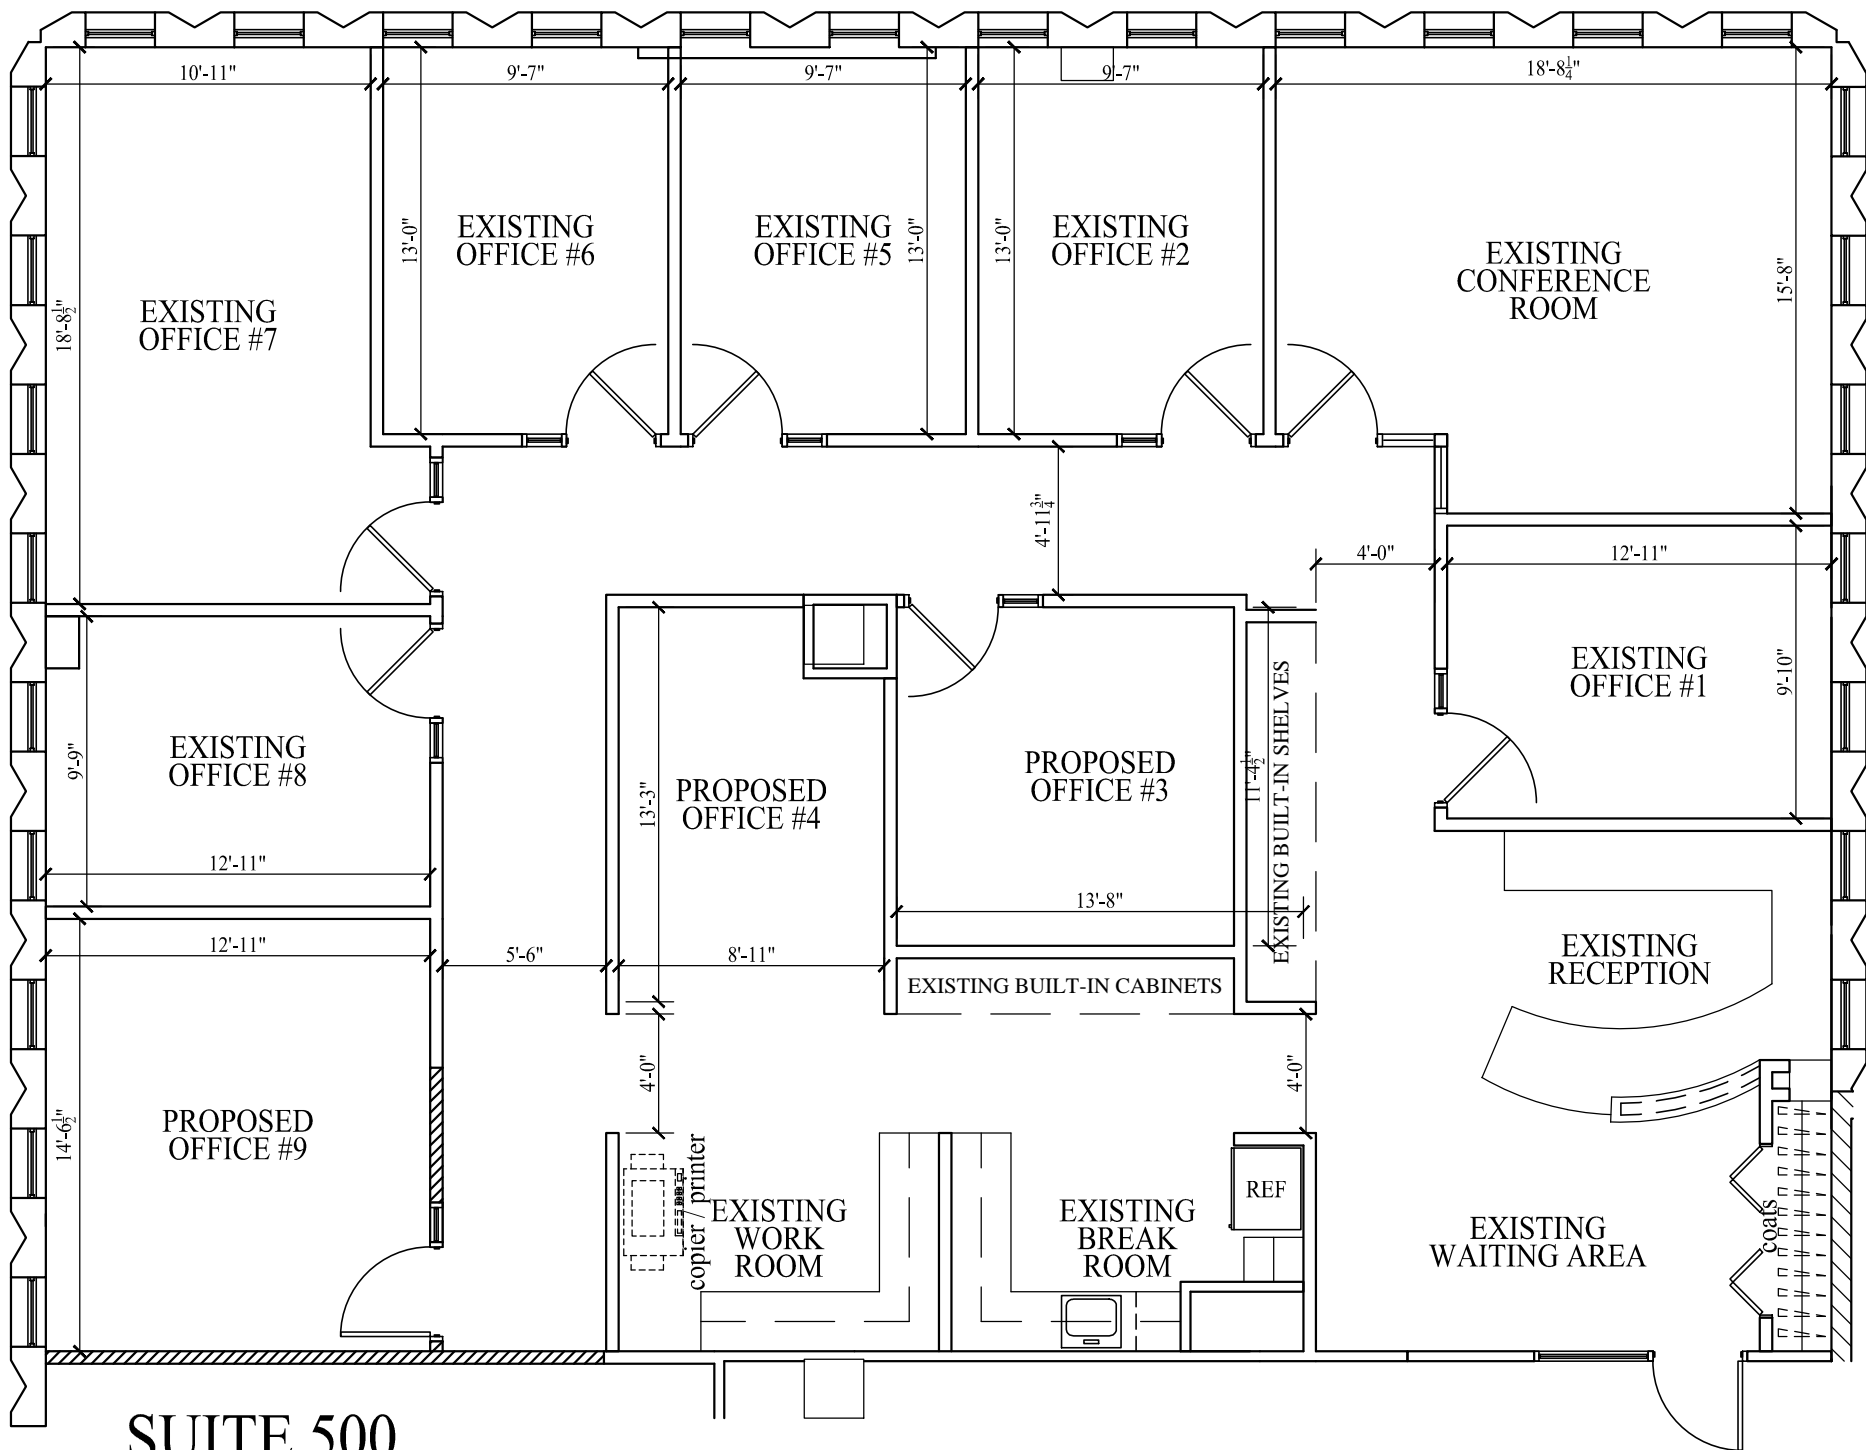 10'-11"
9'-7"
9'-7"
9'-7"
18'-8¼"
18'-8½"
13'-0"
13'-0"
13'-0"
15'-8"
EXISTING
OFFICE #7
EXISTING
OFFICE #6
EXISTING
OFFICE #5
EXISTING
OFFICE #2
EXISTING
CONFERENCE
ROOM
4'-11¾"
4'-0"
12'-11"
EXISTING
OFFICE #1
9'-10"
9'-9"
EXISTING
OFFICE #8
12'-11"
13'-3"
PROPOSED
OFFICE #4
PROPOSED
OFFICE #3
11'-4½"
EXISTING BUILT-IN SHELVES
13'-8"
12'-11"
5'-6"
8'-11"
EXISTING BUILT-IN CABINETS
EXISTING
RECEPTION
14'-6½"
PROPOSED
OFFICE #9
4'-0"
4'-0"
copier / printer
EXISTING
WORK
ROOM
EXISTING
BREAK
ROOM
REF
EXISTING
WAITING AREA
coats
SUITE 500